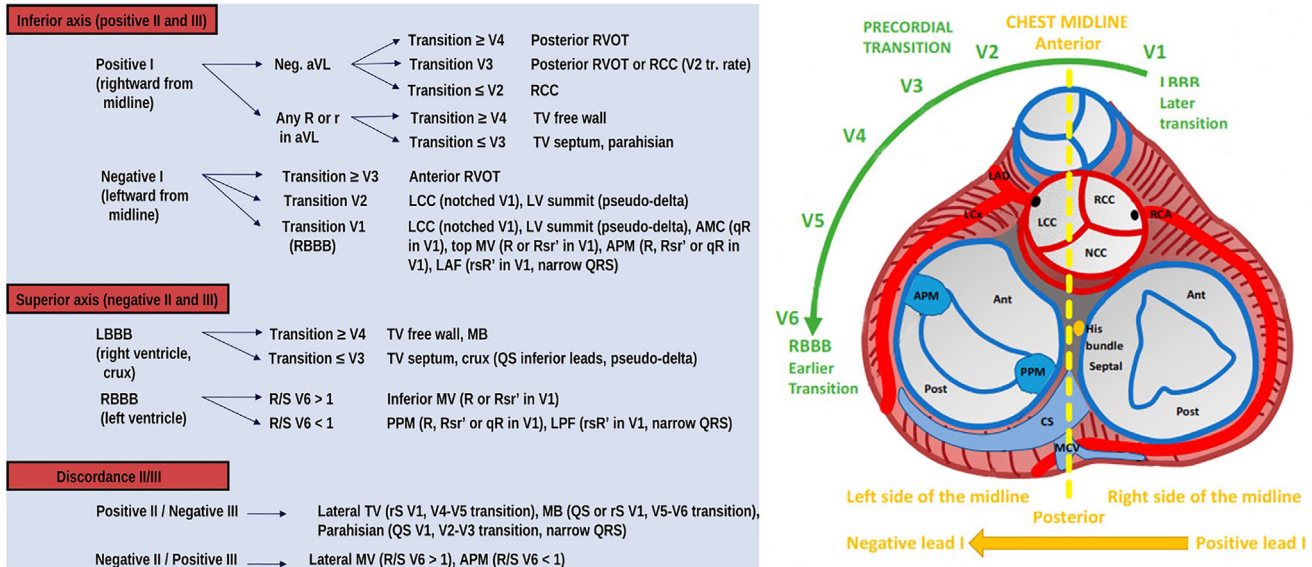 Inferior axis (positive II and III)
Positive I
(rightward from
midline)
Neg. aVL
Transition ≥ V4 Posterior RVOT
Transition V3 Posterior RVOT or RCC (V2 tr. rate)
Transition ≤ V2 RCC
Any R or r
in aVL
Transition ≥ V4 TV free wall
Transition ≤ V3 TV septum, parahisian
Negative I
(leftward from
midline)
Transition ≥ V3 Anterior RVOT
Transition V2 LCC (notched V1), LV summit (pseudo-delta)
Transition V1
(RBBB)
LCC (notched V1), LV summit (pseudo-delta), AMC (qR
in V1), top MV (R or Rsr' in V1), APM (R, Rsr' or qR in
V1), LAF (rsR' in V1, narrow QRS)
Superior axis (negative II and III)
LBBB
(right ventricle,
crux)
Transition ≥ V4 TV free wall, MB
Transition ≤ V3 TV septum, crux (QS inferior leads, pseudo-delta)
RBBB
(left ventricle)
R/S V6 > 1 Inferior MV (R or Rsr' in V1)
R/S V6 < 1 PPM (R, Rsr' or qR in V1), LPF (rsR' in V1, narrow QRS)
Discordance II/III
Positive II / Negative III
Lateral TV (rS V1, V4-V5 transition), MB (QS or rS V1, V5-V6 transition),
Parahisian (QS V1, V2-V3 transition, narrow QRS)
Negative II / Positive III Lateral MV (R/S V6 > 1), APM (R/S V6 < 1)
CHEST MIDLINE
Anterior
PRECORDIAL
TRANSITION
V1
V2
V3
V4
V5
V6
Later
transition
RBBB
Earlier
Transition
LAD
LCx
LCC
RCC
RCA
NCC
APM
Ant
Post
PPM
His
bundle
Septal
Ant
Post
CS
MCV
Left side of the midline
Right side of the midline
Posterior
Negative lead I
Positive lead I